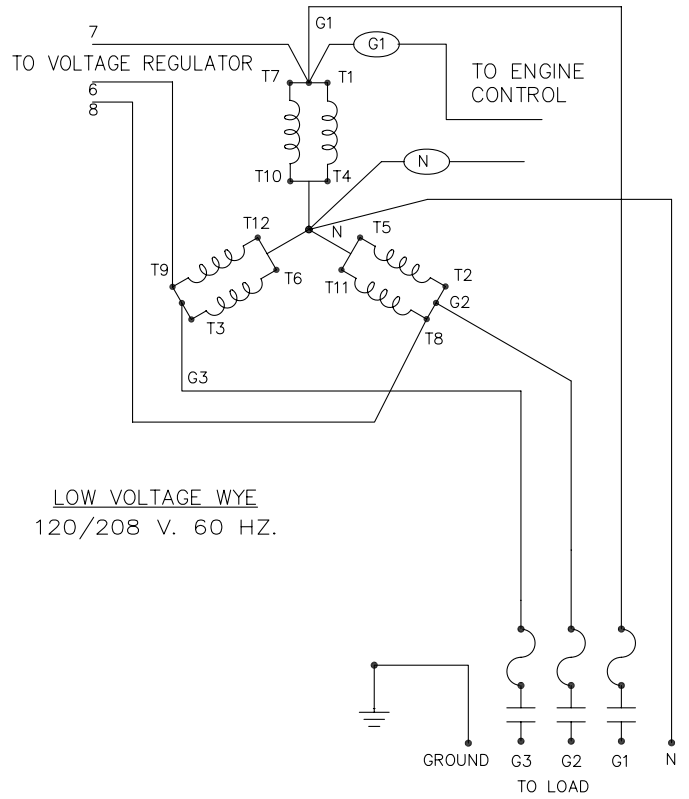 G1
7
G1
TO VOLTAGE REGULATOR
TO ENGINE
CONTROL
T7
T1
6
8
T10
T4
N
N
T12
T5
T9
T6
T11
T2
T3
G2
T8
G3
LOW VOLTAGE WYE
120/208 V. 60 HZ.
GROUND
G3
G2
G1
N
TO LOAD